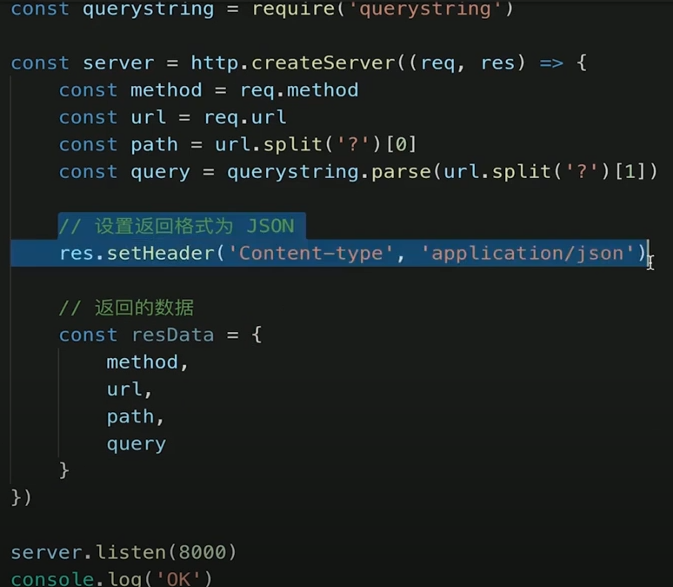 const querystring = require('querystring')
const server = http.createServer((req, res) => {
const method = req.method
const url = req.url
const path = url.split('?')[0]
const query = querystring.parse(url.split('?')[1])
// 设置返回格式为 JSON
res.setHeader('Content-type', 'application/json')
// 返回的数据
const resData = {
method,
url,
path,
query
}
})
server.listen(8000)
console.log('OK')